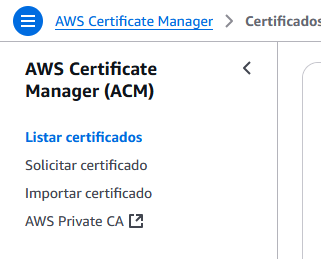 AWS Certificate Manager > Certificados
AWS Certificate
Manager (ACM)
Listar certificados
Solicitar certificado
Importar certificado
AWS Private CA